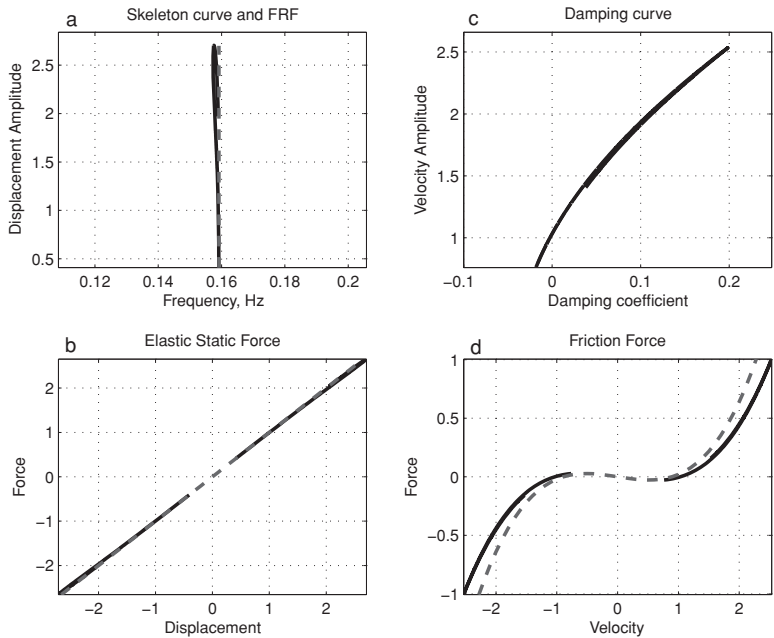 a
Skeleton curve and FRF
2.5
2
1.5
1
0.5
Displacement Amplitude
0.12 0.14 0.16 0.18 0.2
Frequency, Hz
c
Damping curve
2.5
2
1.5
1
Velocity Amplitude
−0.1 0 0.1 0.2
Damping coefficient
b
Elastic Static Force
2
1
0
−1
−2
Force
−2 −1 0 1 2
Displacement
d
Friction Force
1
0.5
0
−0.5
−1
Force
−2 −1 0 1 2
Velocity